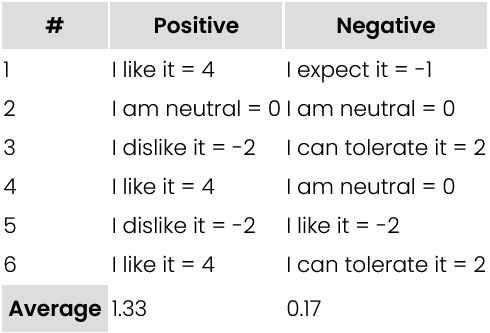 # Positive Negative
1 I like it = 4 I expect it = -1
2 I am neutral = 0 I am neutral = 0
3 I dislike it = -2 I can tolerate it = 2
4 I like it = 4 I am neutral = 0
5 I dislike it = -2 I like it = -2
6 I like it = 4 I can tolerate it = 2
Average 1.33 0.17